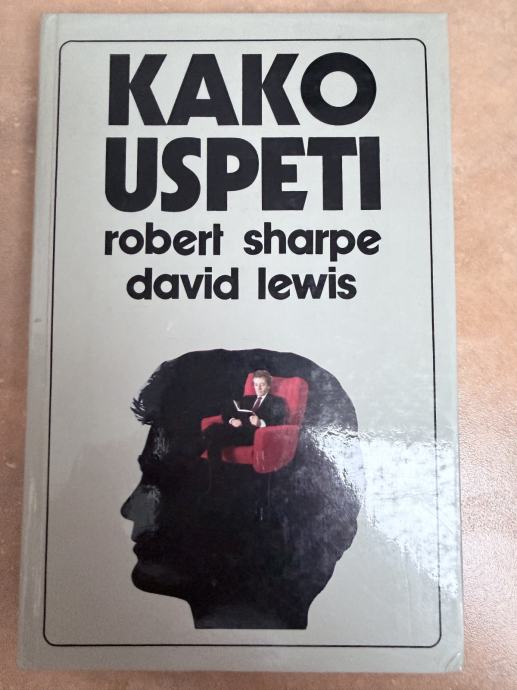 KAKO
USPETI
robert sharpe
david lewis